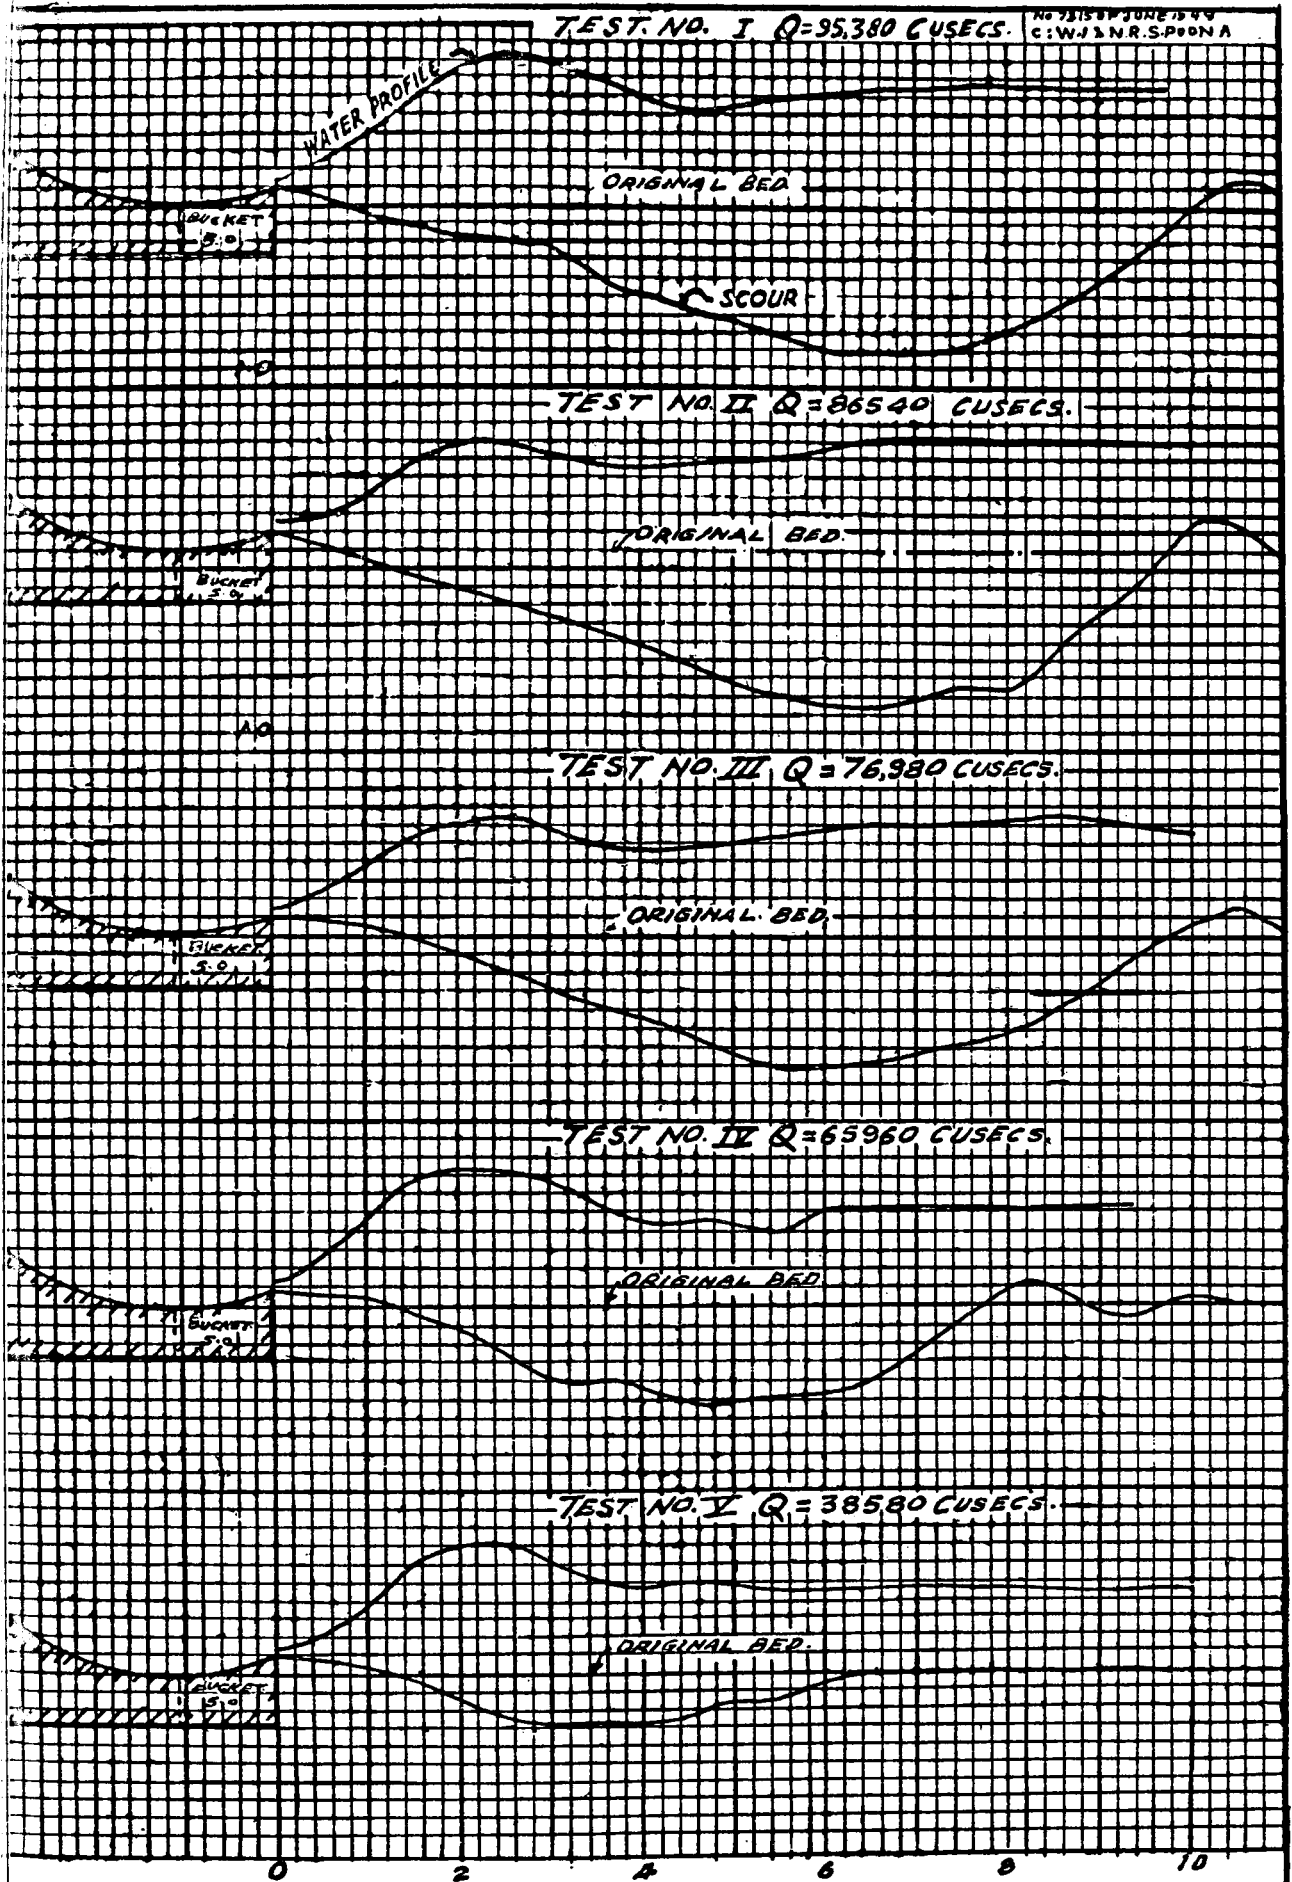 TEST. NO. I Q=95,380 CUSECS.
C:W.I & N.R.S. POONA
WATER PROFILE
ORIGINAL BED
BUCKET
5.0
SCOUR
TEST NO. II Q=86540 CUSECS.
ORIGINAL BED.
BUCKET
5.0
TEST NO. III Q=76,980 CUSECS.
ORIGINAL. BED.
BUCKET
5.0
TEST NO. IV Q=65960 CUSECS.
ORIGINAL BED
BUCKET
5.0
TEST NO. V Q=38580 CUSECS.
ORIGINAL BED.
BUCKET
5.0
0 2 4 6 8 10